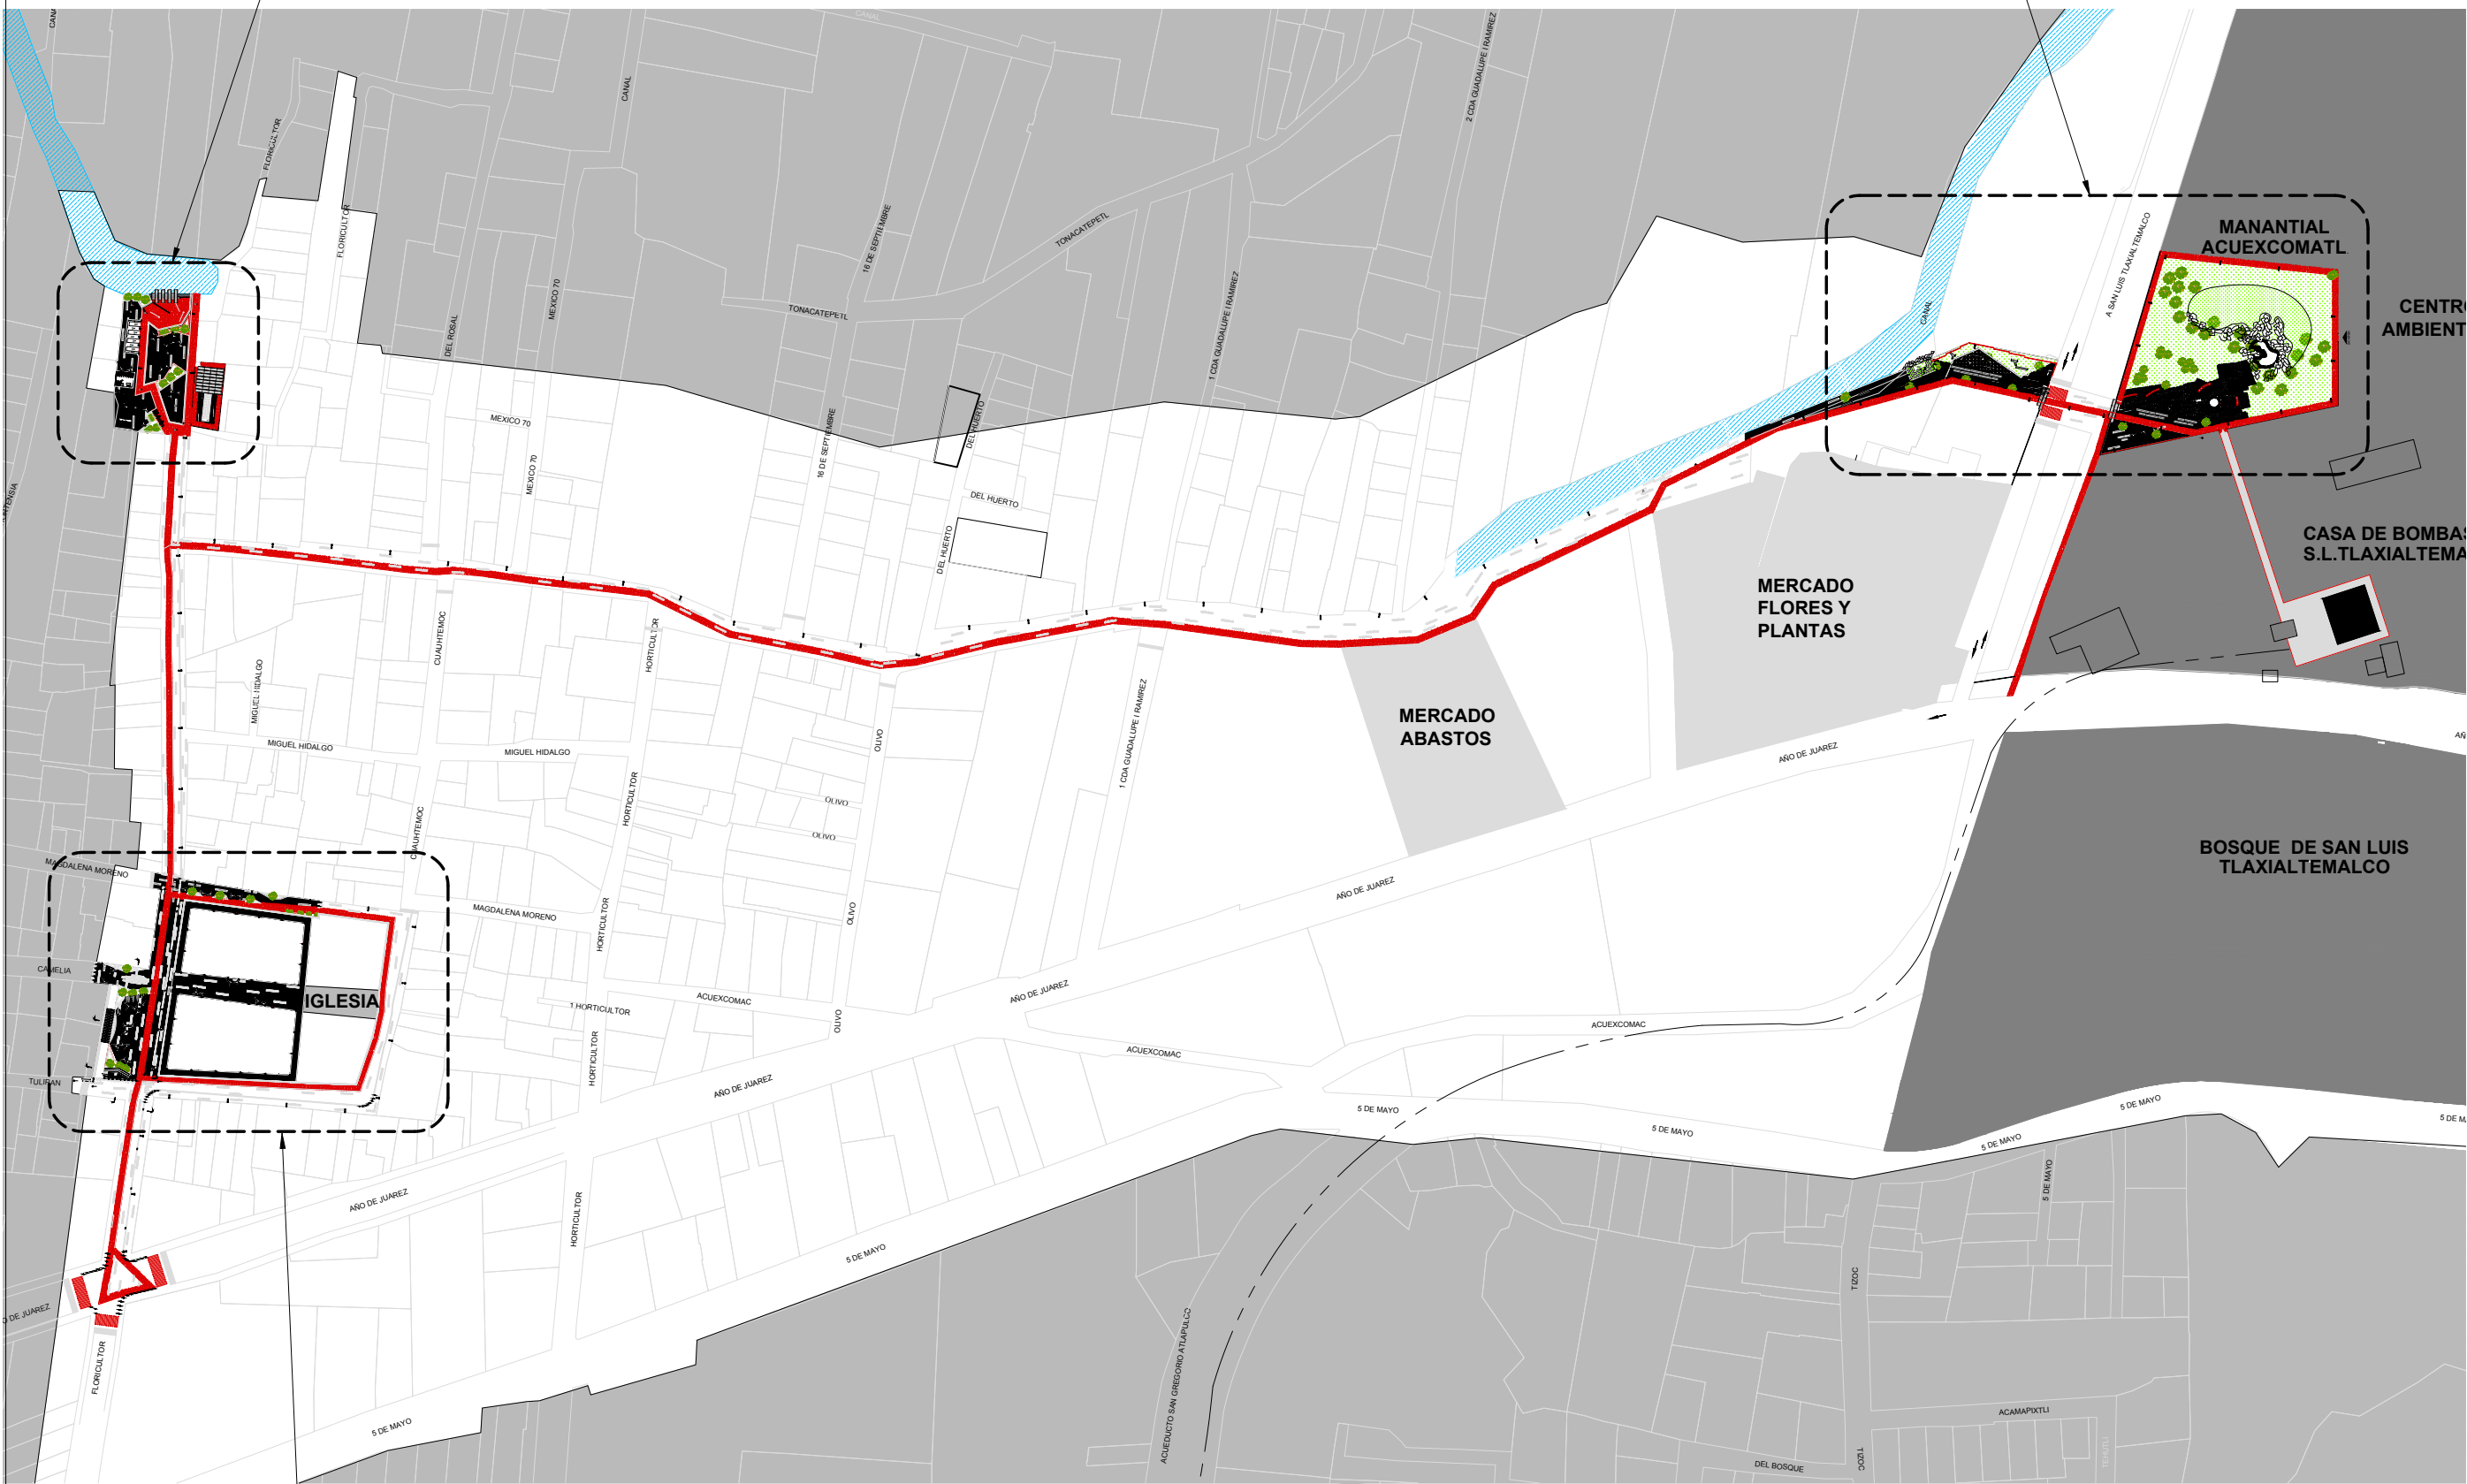 CANAL
2 CDA GUADALUPE I RAMIREZ
CANAL
FLORICULTOR
FLORICULTOR
16 DE SEPTIEMBRE
TONACATEPETL
A SAN LUIS TLAXIALTEMALCO
MANANTIAL
ACUEXCOMATL
MEXICO 70
DEL ROSAL
TONACATEPETL
1 CDA GUADALUPE I RAMIREZ
CANAL
MEXICO 70
MEXICO 70
16 DE SEPTIEMBRE
DEL HUERTO
DEL HUERTO
DEL HUERTO
CASA DE BOMBAS
MERCADO
FLORES Y
PLANTAS
CUAUHTEMOC
HORTICULTOR
MIGUEL HIDALGO
MIGUEL HIDALGO
MIGUEL HIDALGO
OLIVO
1 CDA GUADALUPE I RAMIREZ
MERCADO
ABASTOS
AÑO DE JUAREZ
HORTICULTOR
OLIVO
OLIVO
CUAUHTEMOC
BOSQUE DE SAN LUIS
TLAXIALTEMALCO
MAGDALENA MORENO
AÑO DE JUAREZ
MAGDALENA MORENO
OLIVO
HORTICULTOR
CAMELIA
IGLESIA
ACUEXCOMAC
1 HORTICULTOR
AÑO DE JUAREZ
OLIVO
ACUEXCOMAC
ACUEXCOMAC
TULIPAN
HORTICULTOR
AÑO DE JUAREZ
5 DE MAYO
5 DE MAYO
5 DE MAYO
5 DE MAYO
5 DE MAYO
AÑO DE JUAREZ
HORTICULTOR
5 DE MAYO
TIZOC
FLORICULTOR
ACUEDUCTO SAN GREGORIO ATLAPULCO
5 DE MAYO
ACAMAPIXTLI
TIZOC
DEL BOSQUE